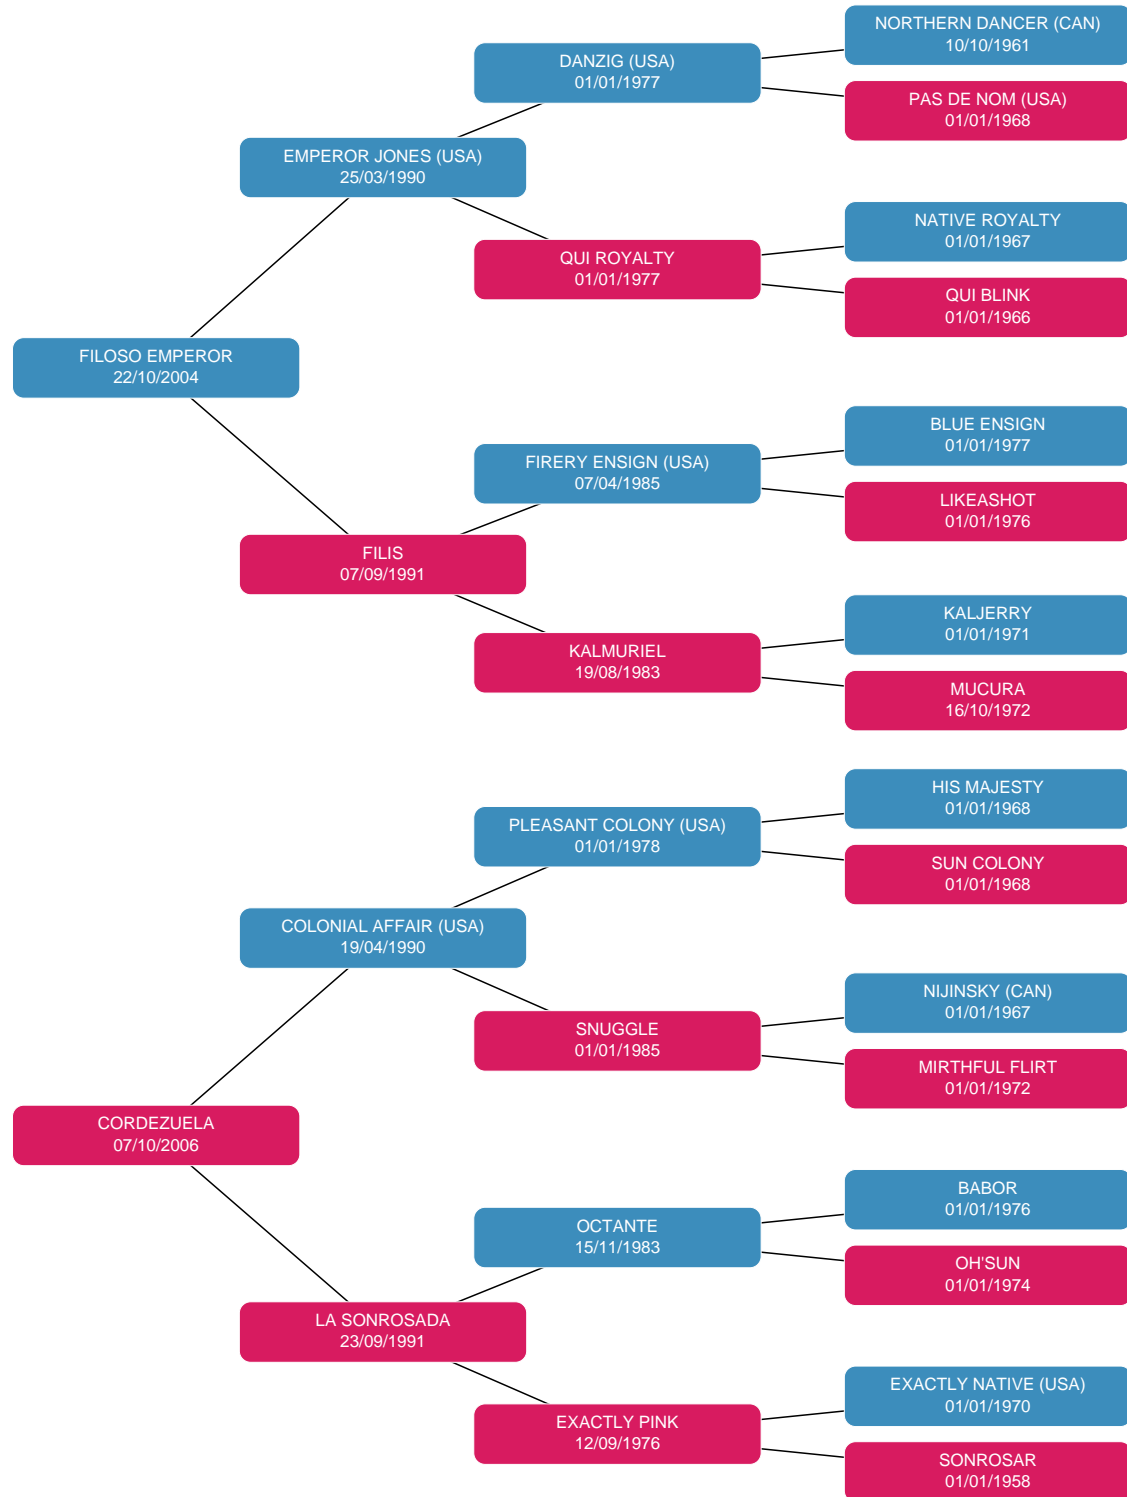 NORTHERN DANCER (CAN)
10/10/1961
DANZIG (USA)
01/01/1977
PAS DE NOM (USA)
01/01/1968
EMPEROR JONES (USA)
25/03/1990
NATIVE ROYALTY
01/01/1967
QUI ROYALTY
01/01/1977
QUI BLINK
01/01/1966
FILOSO EMPEROR
22/10/2004
BLUE ENSIGN
01/01/1977
FIRERY ENSIGN (USA)
07/04/1985
LIKEASHOT
01/01/1976
FILIS
07/09/1991
KALJERRY
01/01/1971
KALMURIEL
19/08/1983
MUCURA
16/10/1972
HIS MAJESTY
01/01/1968
PLEASANT COLONY (USA)
01/01/1978
SUN COLONY
01/01/1968
COLONIAL AFFAIR (USA)
19/04/1990
NIJINSKY (CAN)
01/01/1967
SNUGGLE
01/01/1985
MIRTHFUL FLIRT
01/01/1972
CORDEZUELA
07/10/2006
BABOR
01/01/1976
OCTANTE
15/11/1983
OH'SUN
01/01/1974
LA SONROSADA
23/09/1991
EXACTLY NATIVE (USA)
01/01/1970
EXACTLY PINK
12/09/1976
SONROSAR
01/01/1958